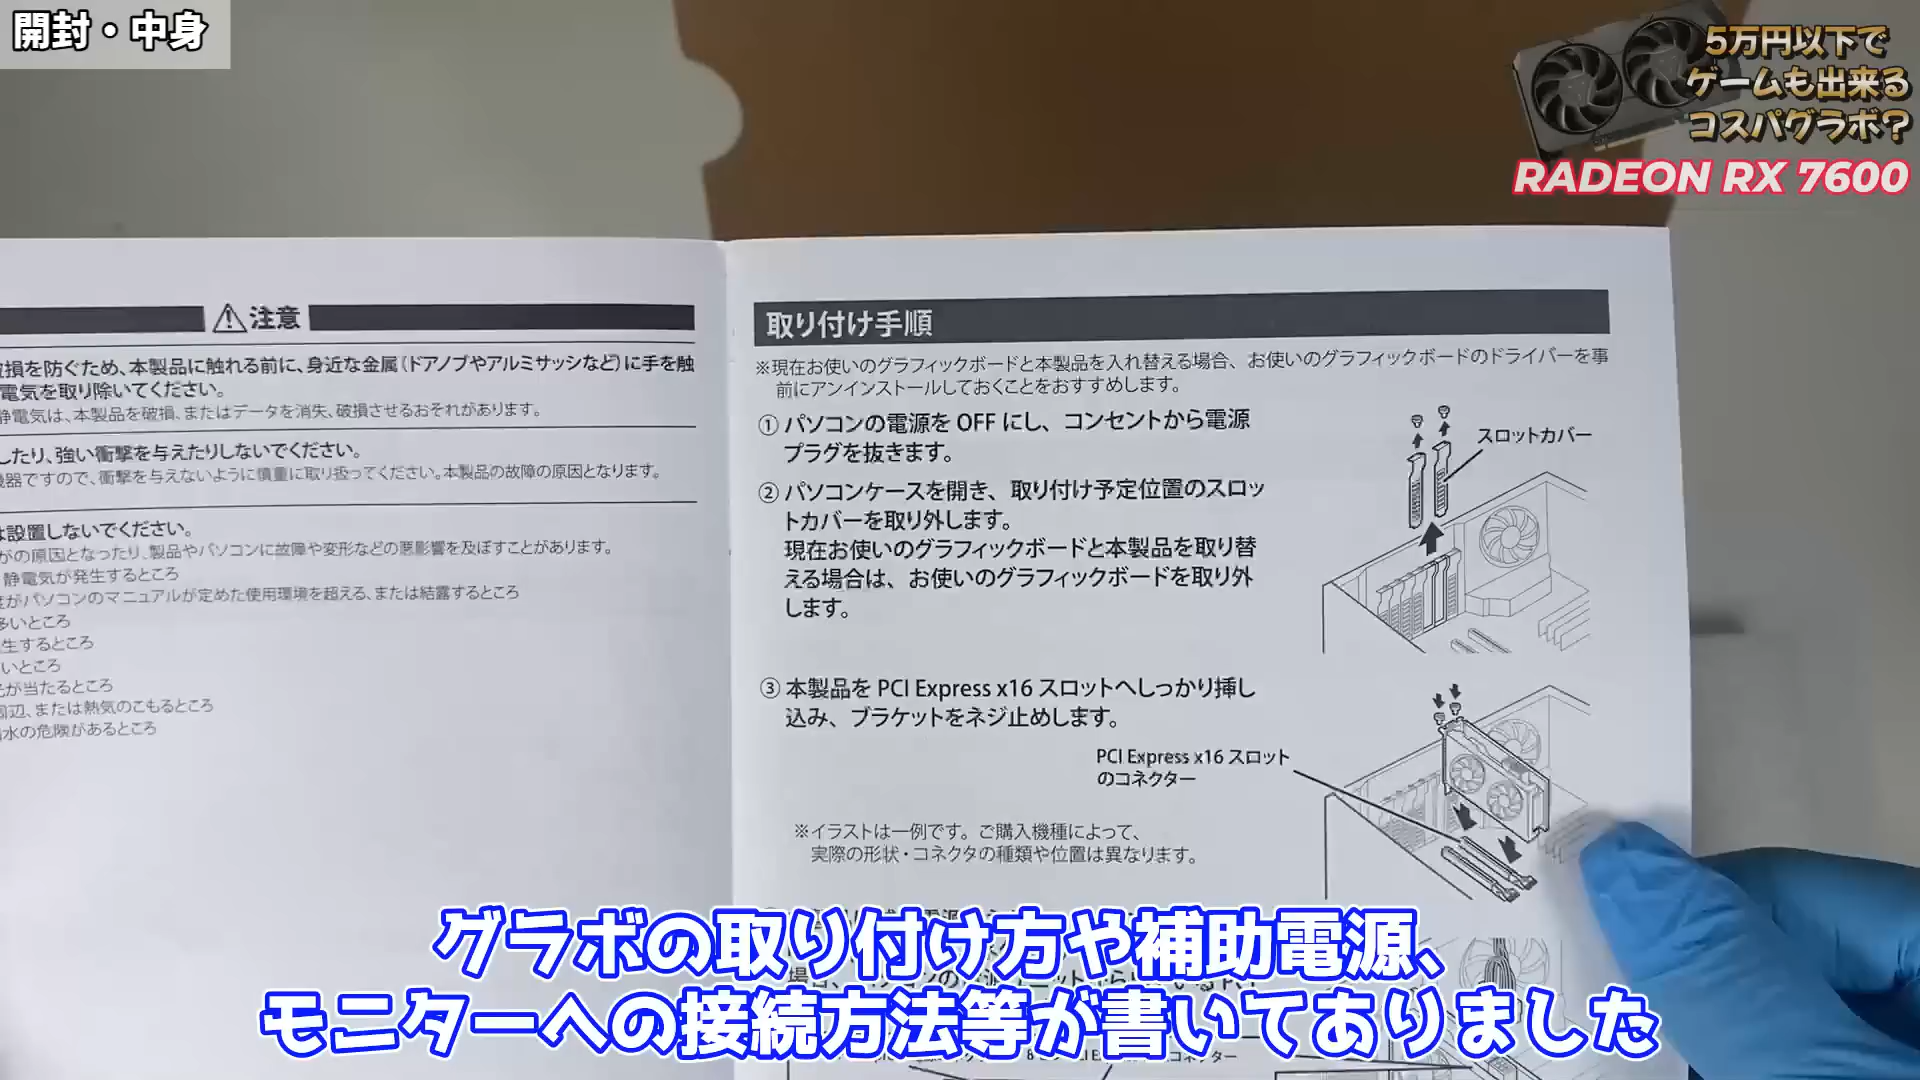 開封・中身
5万円以下で
ゲームも出来る
コスパグラボ?
RADEON RX 7600
注意
損を防ぐため、本製品に触れる前に、身近な金属(ドアノブやアルミサッシなど)に手を触
電気を取り除いてください。
静電気は、本製品を破損、またはデータを消失、破損させるおそれがあります。
したり、強い衝撃を与えたりしないでください。
機器ですので、衝撃を与えないように慎重に取り扱ってください。本製品の故障の原因となります。
は設置しないでください。
がの原因となったり、製品やパソコンに故障や変形などの悪影響を及ぼすことがあります。
静電気が発生するところ
度がパソコンのマニュアルが定めた使用環境を超える、または結露するところ
多いところ
生するところ
いところ
が当たるところ
周辺、または熱気のこもるところ
水の危険があるところ
取り付け手順
※現在お使いのグラフィックボードと本製品を入れ替える場合、お使いのグラフィックボードのドライバーを事
前にアンインストールしておくことをおすすめします。
① パソコンの電源を OFF にし、コンセントから電源
プラグを抜きます。
スロットカバー
② パソコンケースを開き、取り付け予定位置のスロッ
トカバーを取り外します。
現在お使いのグラフィックボードと本製品を取り替
える場合は、お使いのグラフィックボードを取り外
します。
③ 本製品を PCI Express x16 スロットへしっかり挿し
込み、ブラケットをネジ止めします。
PCI Express x16 スロット
のコネクター
※イラストは一例です。ご購入機種によって、
実際の形状・コネクタの種類や位置は異なります。
グラボの取り付け方や補助電源、
モニターへの接続方法等が書いてありました